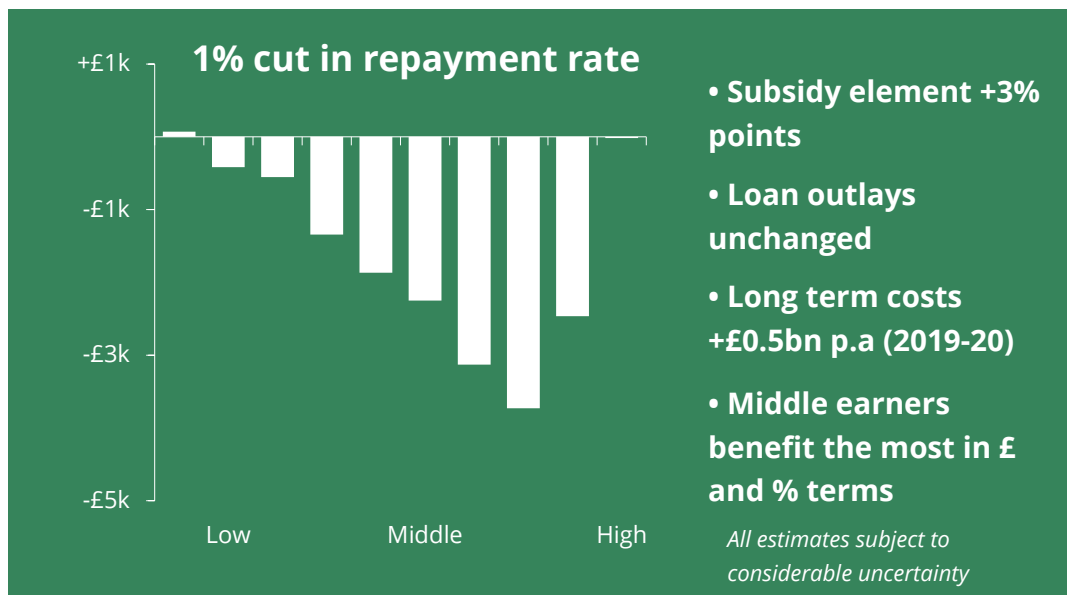 1% cut in repayment rate
+£1k
-£1k
-£3k
-£5k
Low Middle High
• Subsidy element +3%
points
• Loan outlays
unchanged
• Long term costs
+£0.5bn p.a (2019-20)
• Middle earners
benefit the most in £
and % terms
All estimates subject to
considerable uncertainty